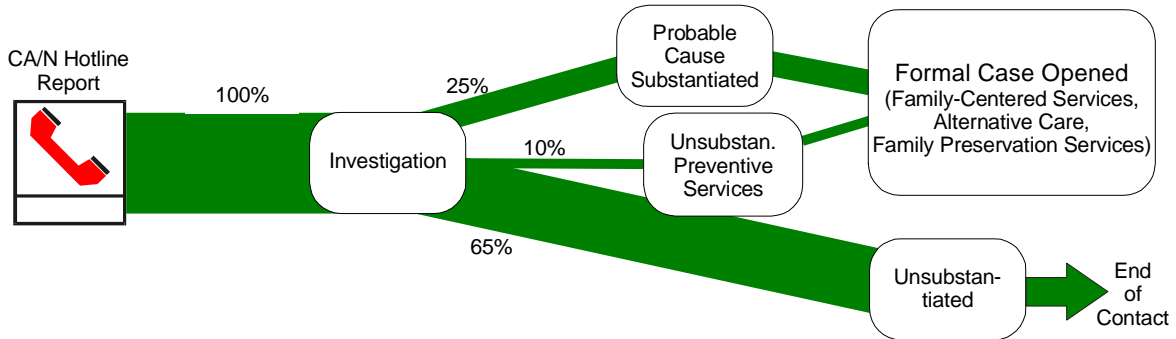 CA/N Hotline
Report
100%
Investigation
25%
10%
65%
Probable
Cause
Substantiated
Unsubstan.
Preventive
Services
Formal Case Opened
(Family-Centered Services,
Alternative Care,
Family Preservation Services)
Unsubstan-
tiated
End
of
Contact